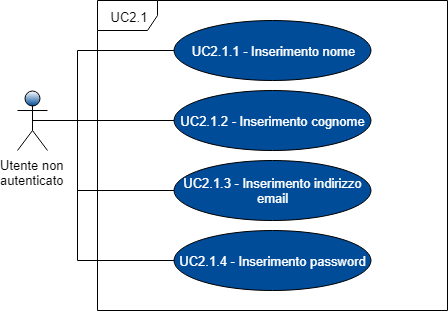 UC2.1
UC2.1.1 - Inserimento nome
UC2.1.2 - Inserimento cognome
Utente non
autenticato
UC2.1.3 - Inserimento indirizzo
email
UC2.1.4 - Inserimento password